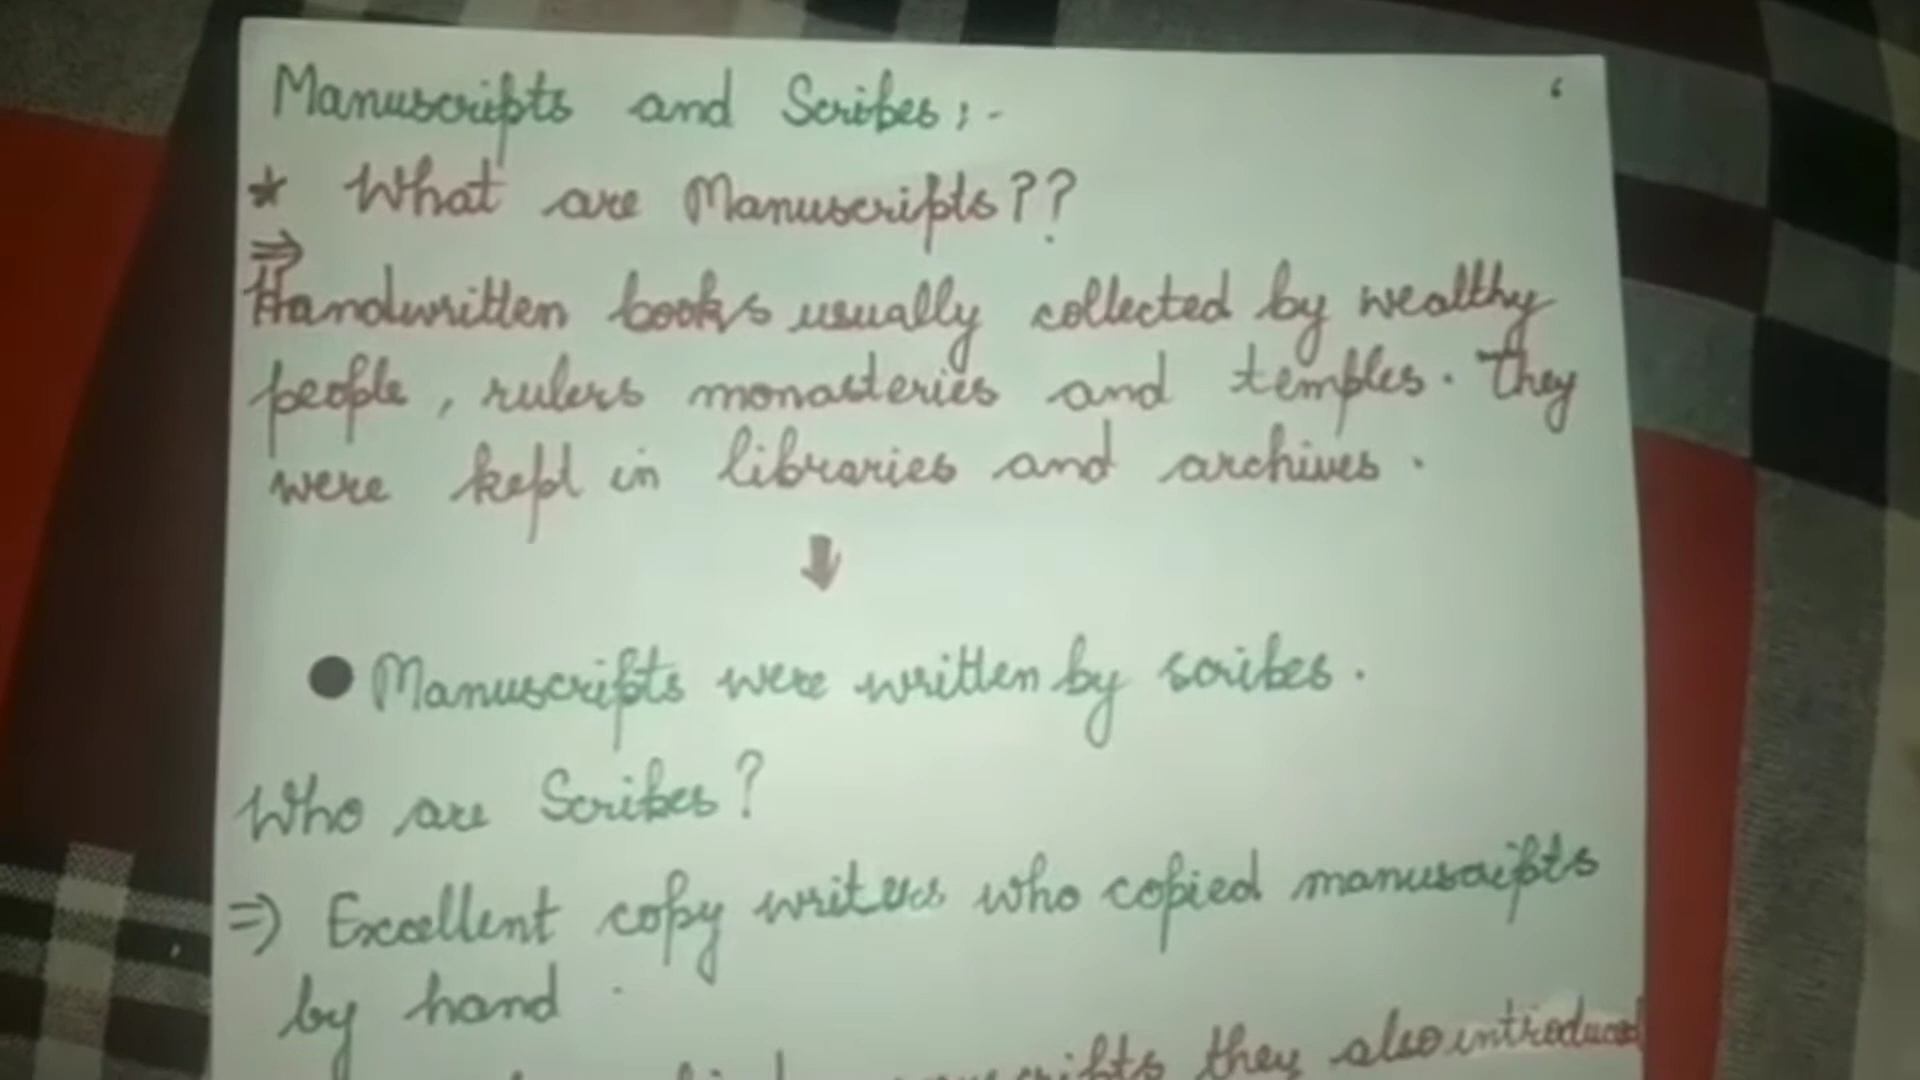 Manuscripts and Scribes:-
6
* What are Manuscripts??
⇒
Handwritten books usually collected by wealthy
people, rulers monasteries and temples. They
were kept in libraries and archives.
↓
● Manuscripts were written by scribes.
Who are Scribes?
⇒ Excellent copy writers who copied manuscripts
by hand.
they also introduced